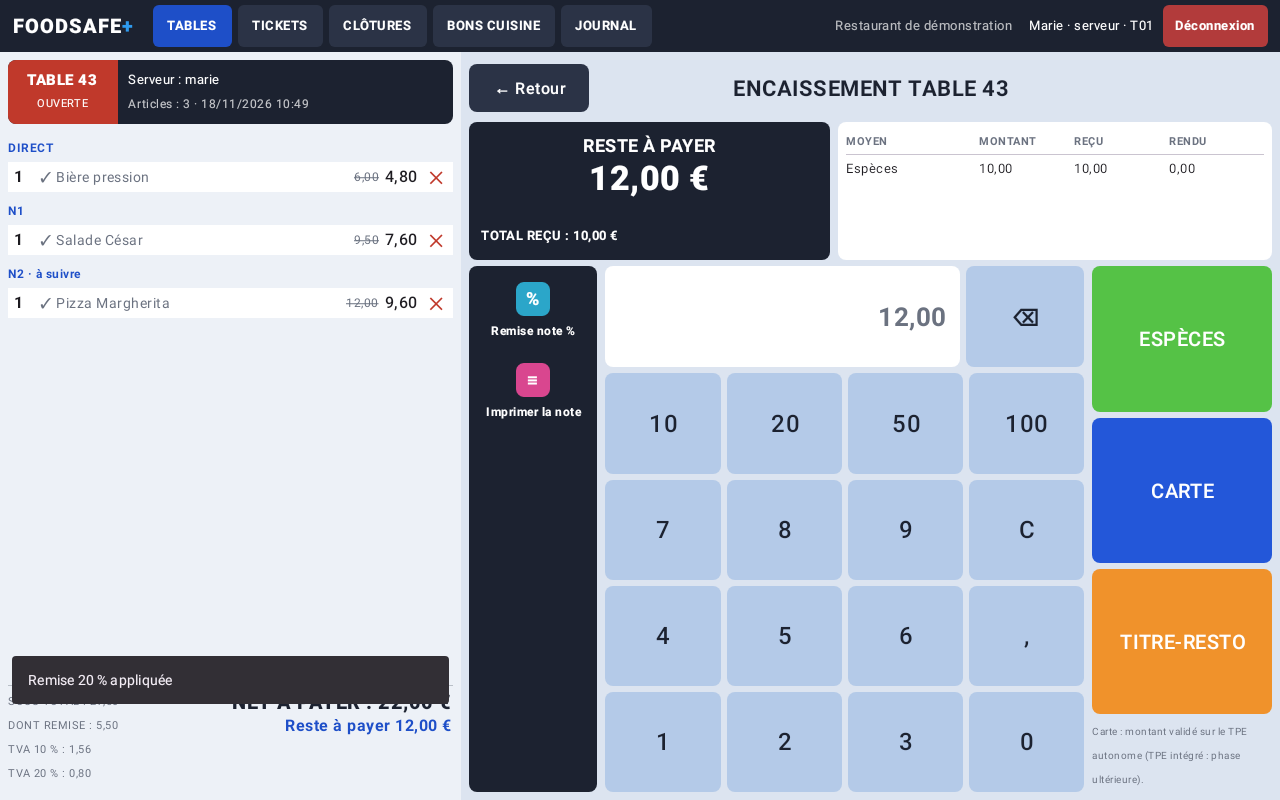 FOODSAFE+
TABLES
TICKETS
CLÔTURES
BONS CUISINE
JOURNAL
Restaurant de démonstration
Marie · serveur · T01
Déconnexion
TABLE 43
OUVERTE
Serveur : marie
Articles : 3 · 18/11/2026 10:49
DIRECT
1 ✓ Bière pression 6,00 4,80
N1
1 ✓ Salade César 9,50 7,60
N2 · à suivre
1 ✓ Pizza Margherita 12,00 9,60
Remise 20 % appliquée
NET À PAYER : 22,00 €
Reste à payer 12,00 €
DONT REMISE : 5,50
TVA 10 % : 1,56
TVA 20 % : 0,80
← Retour
ENCAISSEMENT TABLE 43
RESTE À PAYER
12,00 €
TOTAL REÇU : 10,00 €
MOYEN MONTANT REÇU RENDU
Espèces 10,00 10,00 0,00
%
Remise note %
Imprimer la note
12,00
10 20 50 100
7 8 9 C
4 5 6 ,
1 2 3 0
ESPÈCES
CARTE
TITRE-RESTO
Carte : montant validé sur le TPE
autonome (TPE intégré : phase
ultérieure).